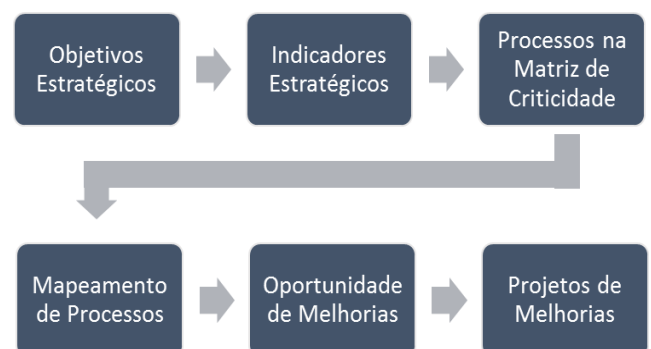 Objetivos
Estratégicos
Indicadores
Estratégicos
Processos na
Matriz de
Criticidade
Mapeamento
de Processos
Oportunidade
de Melhorias
Projetos de
Melhorias